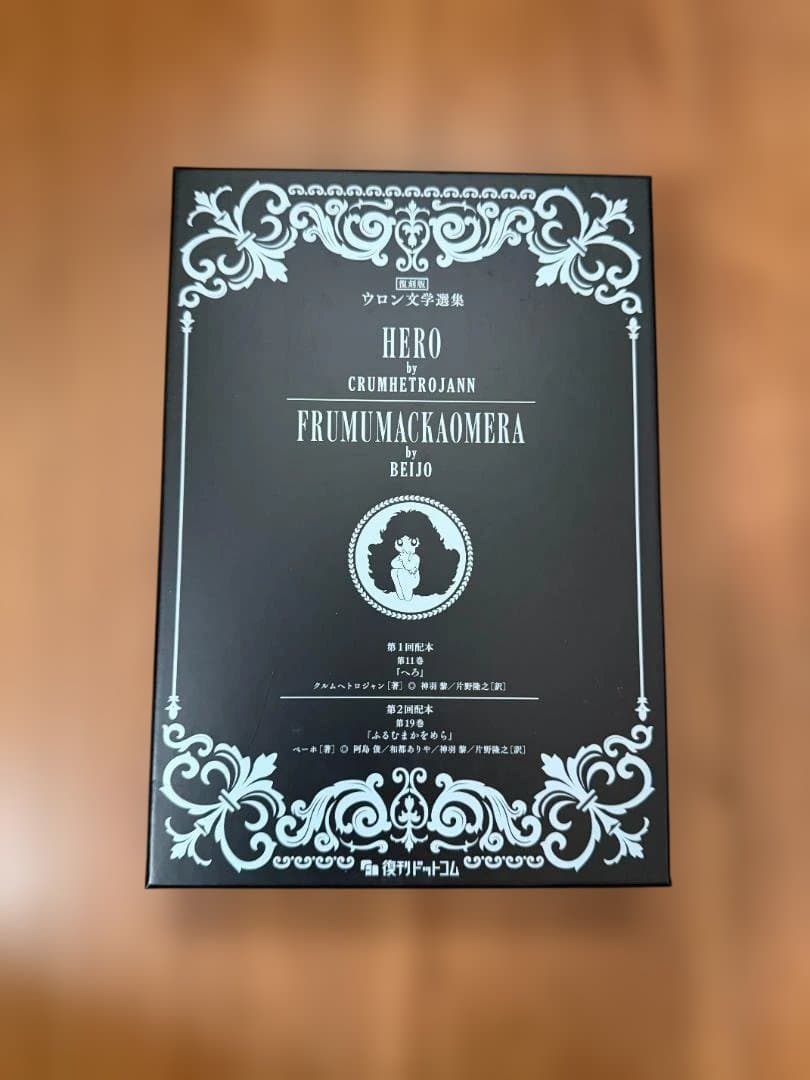 復刻版
ウロン文学選集
HERO
by
CRUMHETROJANN
FRUMUMACKAOMERA
by
BEIJO
第1回配本
第11巻
「へろ」
クルムヘトロジャン[著]◎ 神羽 黎／片野隆之[訳]
第2回配本
第19巻
「ふるむまかをめら」
ベーホ[著]◎ 阿島 俊／和都ありや／神羽 黎／片野隆之[訳]
復刊ドットコム